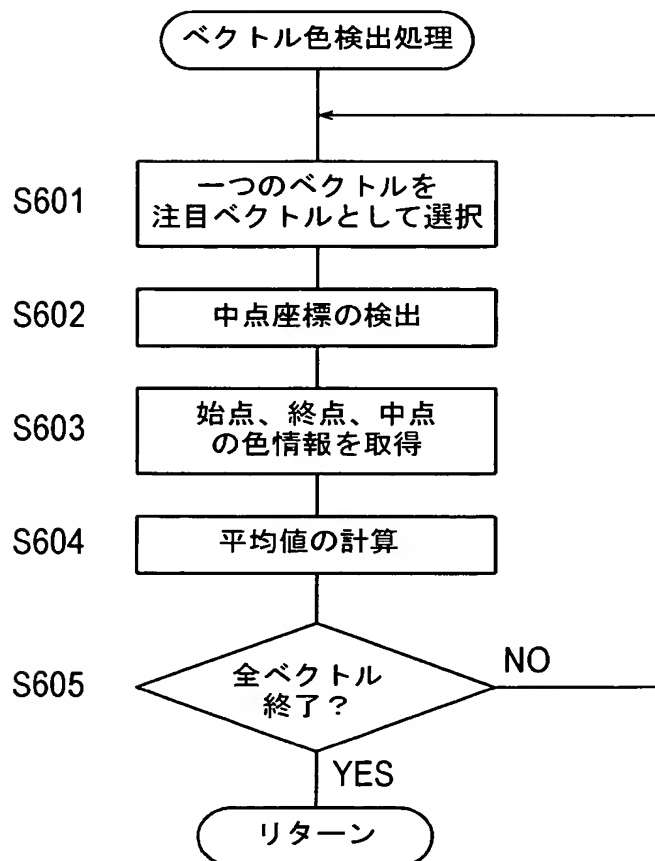 ベクトル色検出処理
S601
一つのベクトルを
注目ベクトルとして選択
S602
中点座標の検出
S603
始点、終点、中点
の色情報を取得
S604
平均値の計算
S605
全ベクトル
終了？
NO
YES
リターン